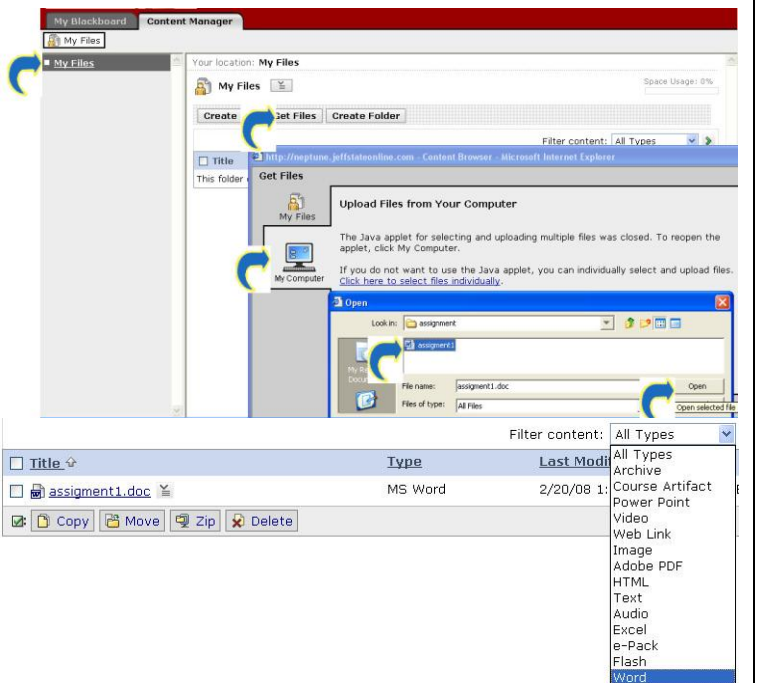 My Blackboard Content Manager
My Files
My Files
Your location: My Files
My Files
Space Usage: 0%
Create Get Files Create Folder
Filter content: All Types
Title
This folder
http://neptune.jeffstateonline.com - Content Browser - Microsoft Internet Explorer
Get Files
My Files
Upload Files from Your Computer
The Java applet for selecting and uploading multiple files was closed. To reopen the
applet, click My Computer.
My Computer
If you do not want to use the Java applet, you can individually select and upload files.
Click here to select files individually.
Open
Look in: assignment
assigment1
My Re
Docu
File name: assigment1.doc Open
Files of type: All Files
Open selected file
Filter content: All Types
Title Type Last Modi
assigment1.doc MS Word 2/20/08 1:
Copy Move Zip Delete
All Types
Archive
Course Artifact
Power Point
Video
Web Link
Image
Adobe PDF
HTML
Text
Audio
Excel
e-Pack
Flash
Word